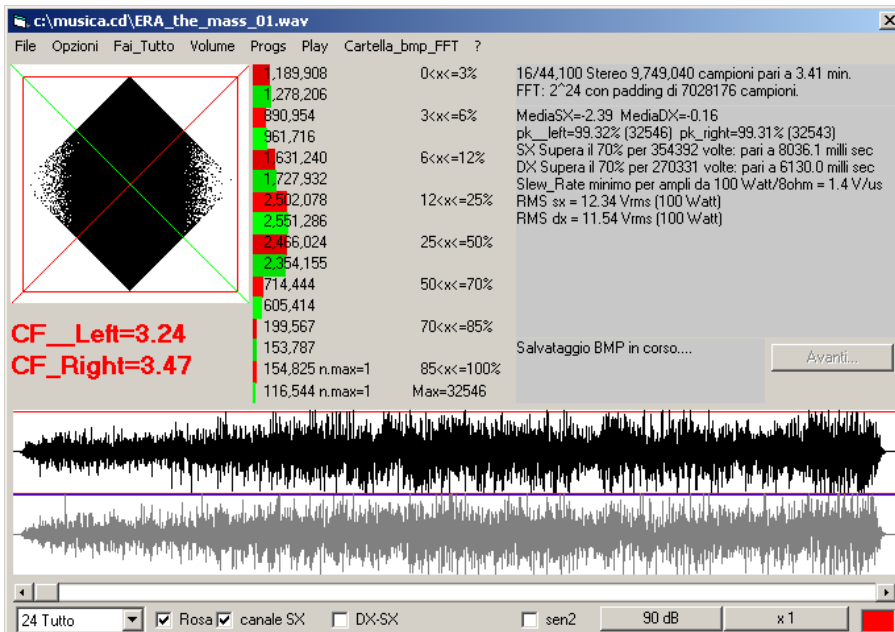 c:\musica.cd\ERA_the_mass_01.wav
File Opzioni Fai_Tutto Volume Progs Play Cartella_bmp_FFT ?
1,189,908 0<x<=3%
1,278,206
890,954 3<x<=6%
961,716
1,631,240 6<x<=12%
1,727,932
2,502,078 12<x<=25%
2,551,286
2,466,024 25<x<=50%
2,354,155
714,444 50<x<=70%
605,414
199,567 70<x<=85%
153,787
154,825 n.max=1 85<x<=100%
116,544 n.max=1 Max=32546
16/44,100 Stereo 9,749,040 campioni pari a 3.41 min.
FFT: 2^24 con padding di 7028176 campioni.
MediaSX=-2.39 MediaDX=-0.16
pk__left=99.32% (32546) pk_right=99.31% (32543)
SX Supera il 70% per 354392 volte: pari a 8036.1 milli sec
DX Supera il 70% per 270331 volte: pari a 6130.0 milli sec
Slew_Rate minimo per ampli da 100 Watt/8ohm = 1.4 V/us
RMS sx = 12.34 Vrms (100 Watt)
RMS dx = 11.54 Vrms (100 Watt)
CF__Left=3.24
CF_Right=3.47
Salvataggio BMP in corso....
Avanti...
24 Tutto Rosa canale SX DX-SX sen2 90 dB x 1